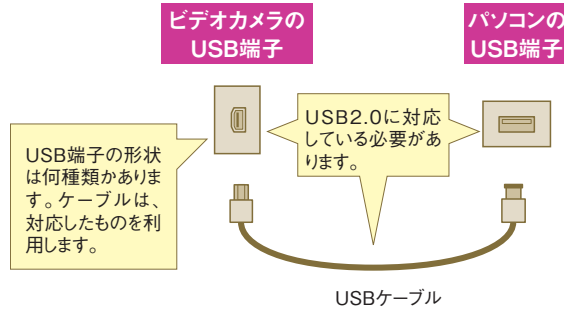 ビデオカメラの
USB端子
パソコンの
USB端子
USB2.0に対応
している必要があ
ります。
USB端子の形状
は何種類かありま
す。ケーブルは、
対応したものを利
用します。
USBケーブル